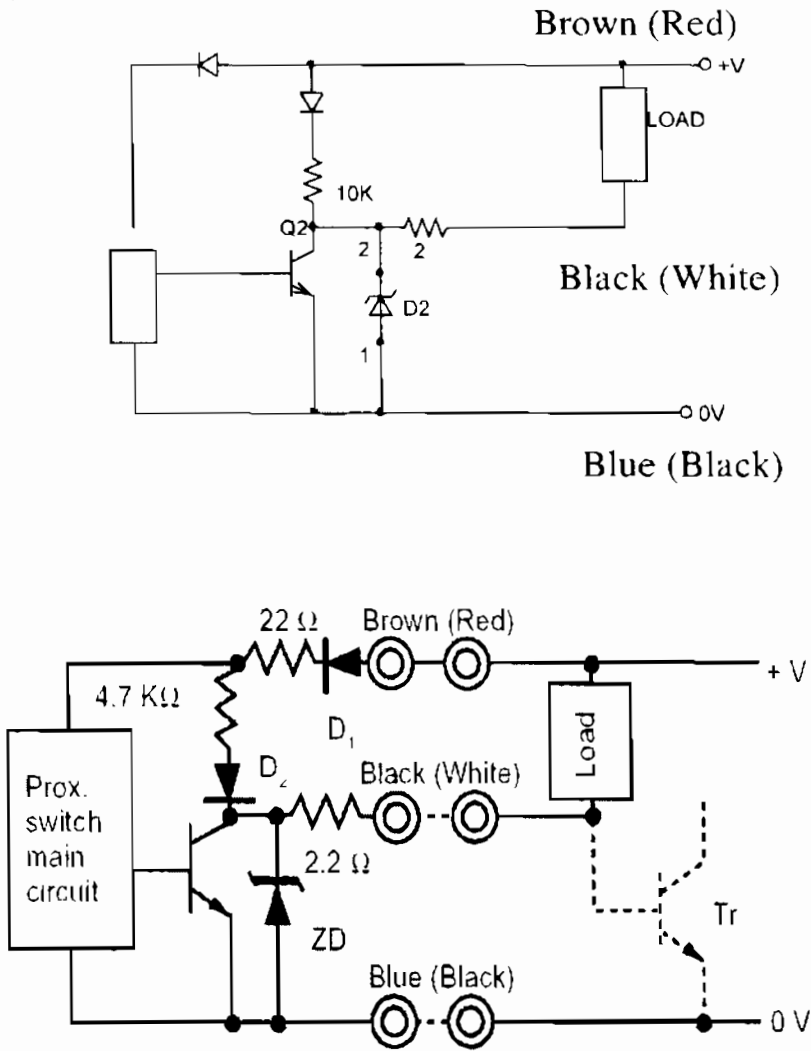 Brown (Red)
+V
LOAD
10K
Q2
2
2
Black (White)
D2
1
0V
Blue (Black)
22 Ω
Brown (Red)
+ V
4.7 KΩ
D1
Load
D2
Black (White)
Prox.
switch
main
circuit
2.2 Ω
Tr
ZD
Blue (Black)
0 V